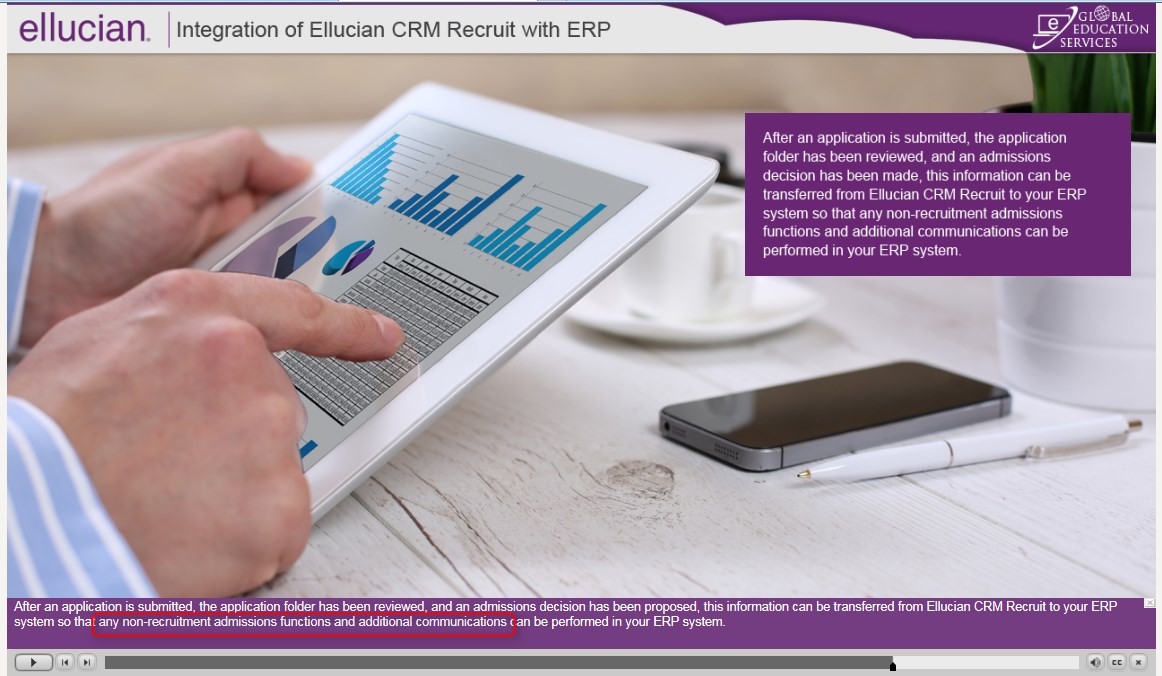 ellucian.
Integration of Ellucian CRM Recruit with ERP
e
GLOBAL
EDUCATION
SERVICES
After an application is submitted, the application
folder has been reviewed, and an admissions
decision has been made, this information can be
transferred from Ellucian CRM Recruit to your ERP
system so that any non-recruitment admissions
functions and additional communications can be
performed in your ERP system.
After an application is submitted, the application folder has been reviewed, and an admissions decision has been proposed, this information can be transferred from Ellucian CRM Recruit to your ERP
system so that any non-recruitment admissions functions and additional communications can be performed in your ERP system.
CC